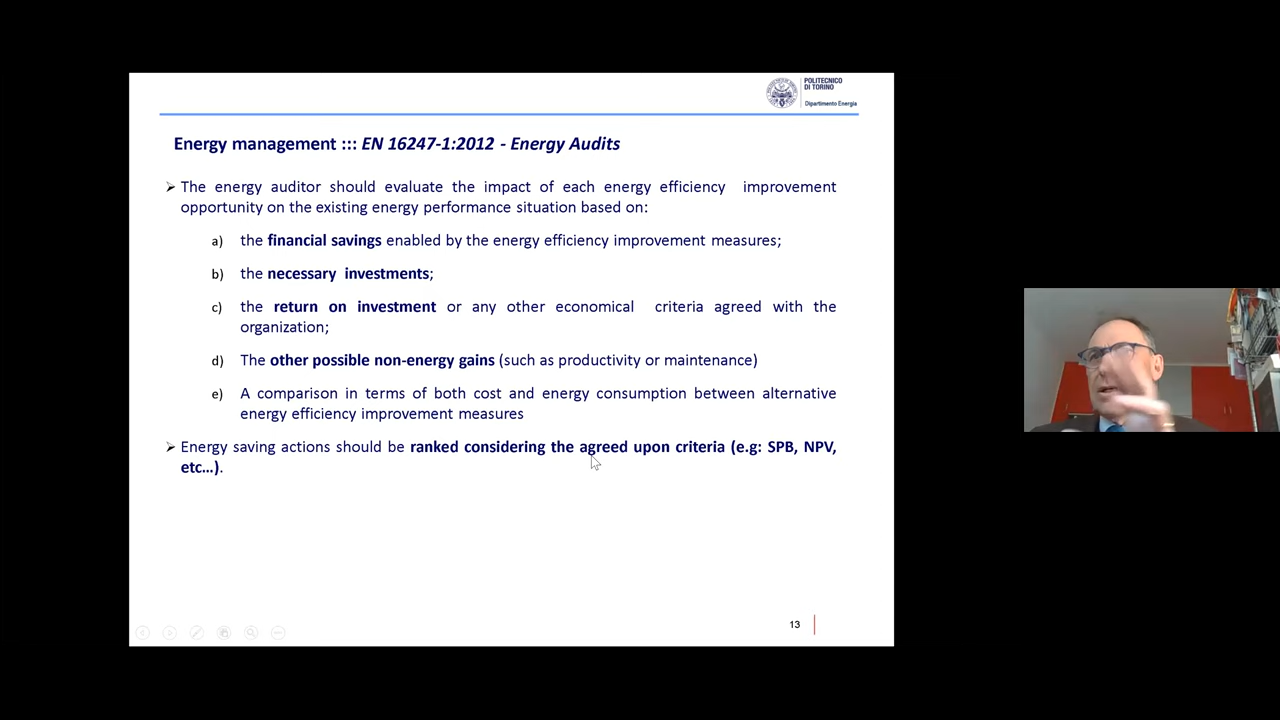 POLITECNICO
DI TORINO
Dipartimento Energia
Energy management ::: EN 16247-1:2012 - Energy Audits
➢ The energy auditor should evaluate the impact of each energy efficiency improvement
opportunity on the existing energy performance situation based on:
a) the financial savings enabled by the energy efficiency improvement measures;
b) the necessary investments;
c) the return on investment or any other economical criteria agreed with the
organization;
d) The other possible non-energy gains (such as productivity or maintenance)
e) A comparison in terms of both cost and energy consumption between alternative
energy efficiency improvement measures
➢ Energy saving actions should be ranked considering the agreed upon criteria (e.g: SPB, NPV,
etc…).
13